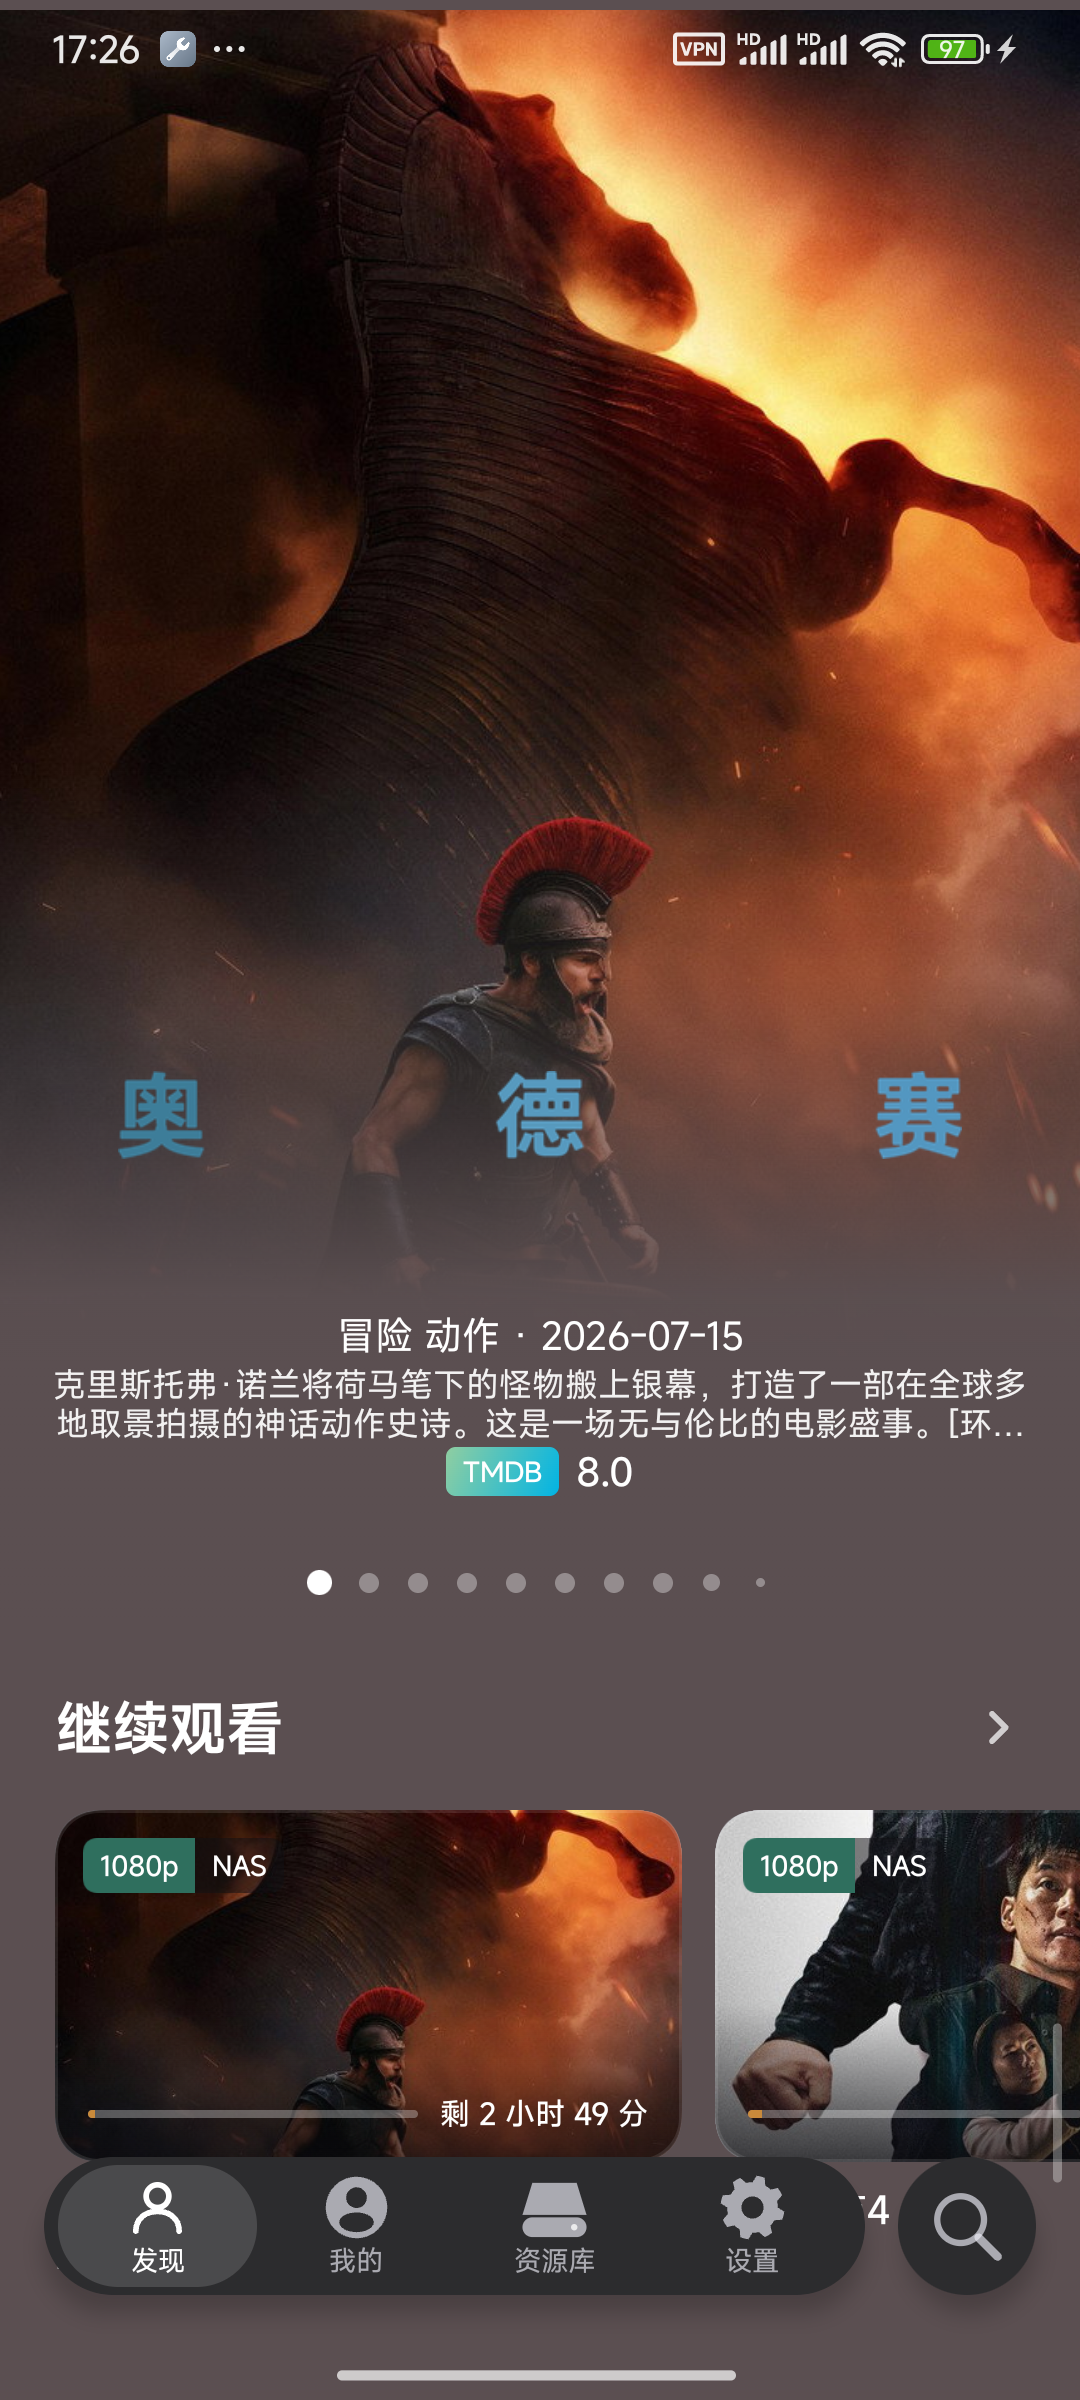 17:26
VPN HD HD 97
奥 德 赛
冒险 动作 · 2026-07-15
克里斯托弗·诺兰将荷马笔下的怪物搬上银幕，打造了一部在全球多
地取景拍摄的神话动作史诗。这是一场无与伦比的电影盛事。[环...
TMDB 8.0
继续观看
1080p NAS
剩 2 小时 49 分
1080p NAS
4
发现
我的
资源库
设置